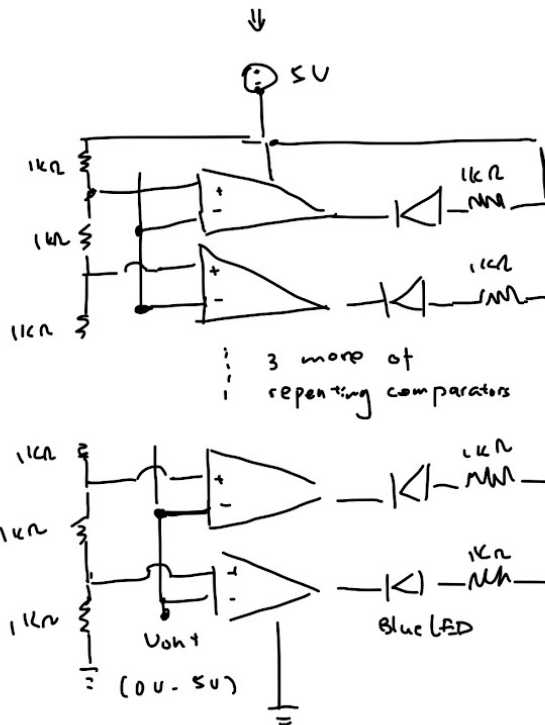 5V
1kΩ
+
-
1kΩ
1kΩ
+
-
1kΩ
1kΩ
3 more of
repenting comparators
1kΩ
+
-
1kΩ
1kΩ
+
-
1kΩ
1kΩ
Vout
Blue LED
(0V - 5V)